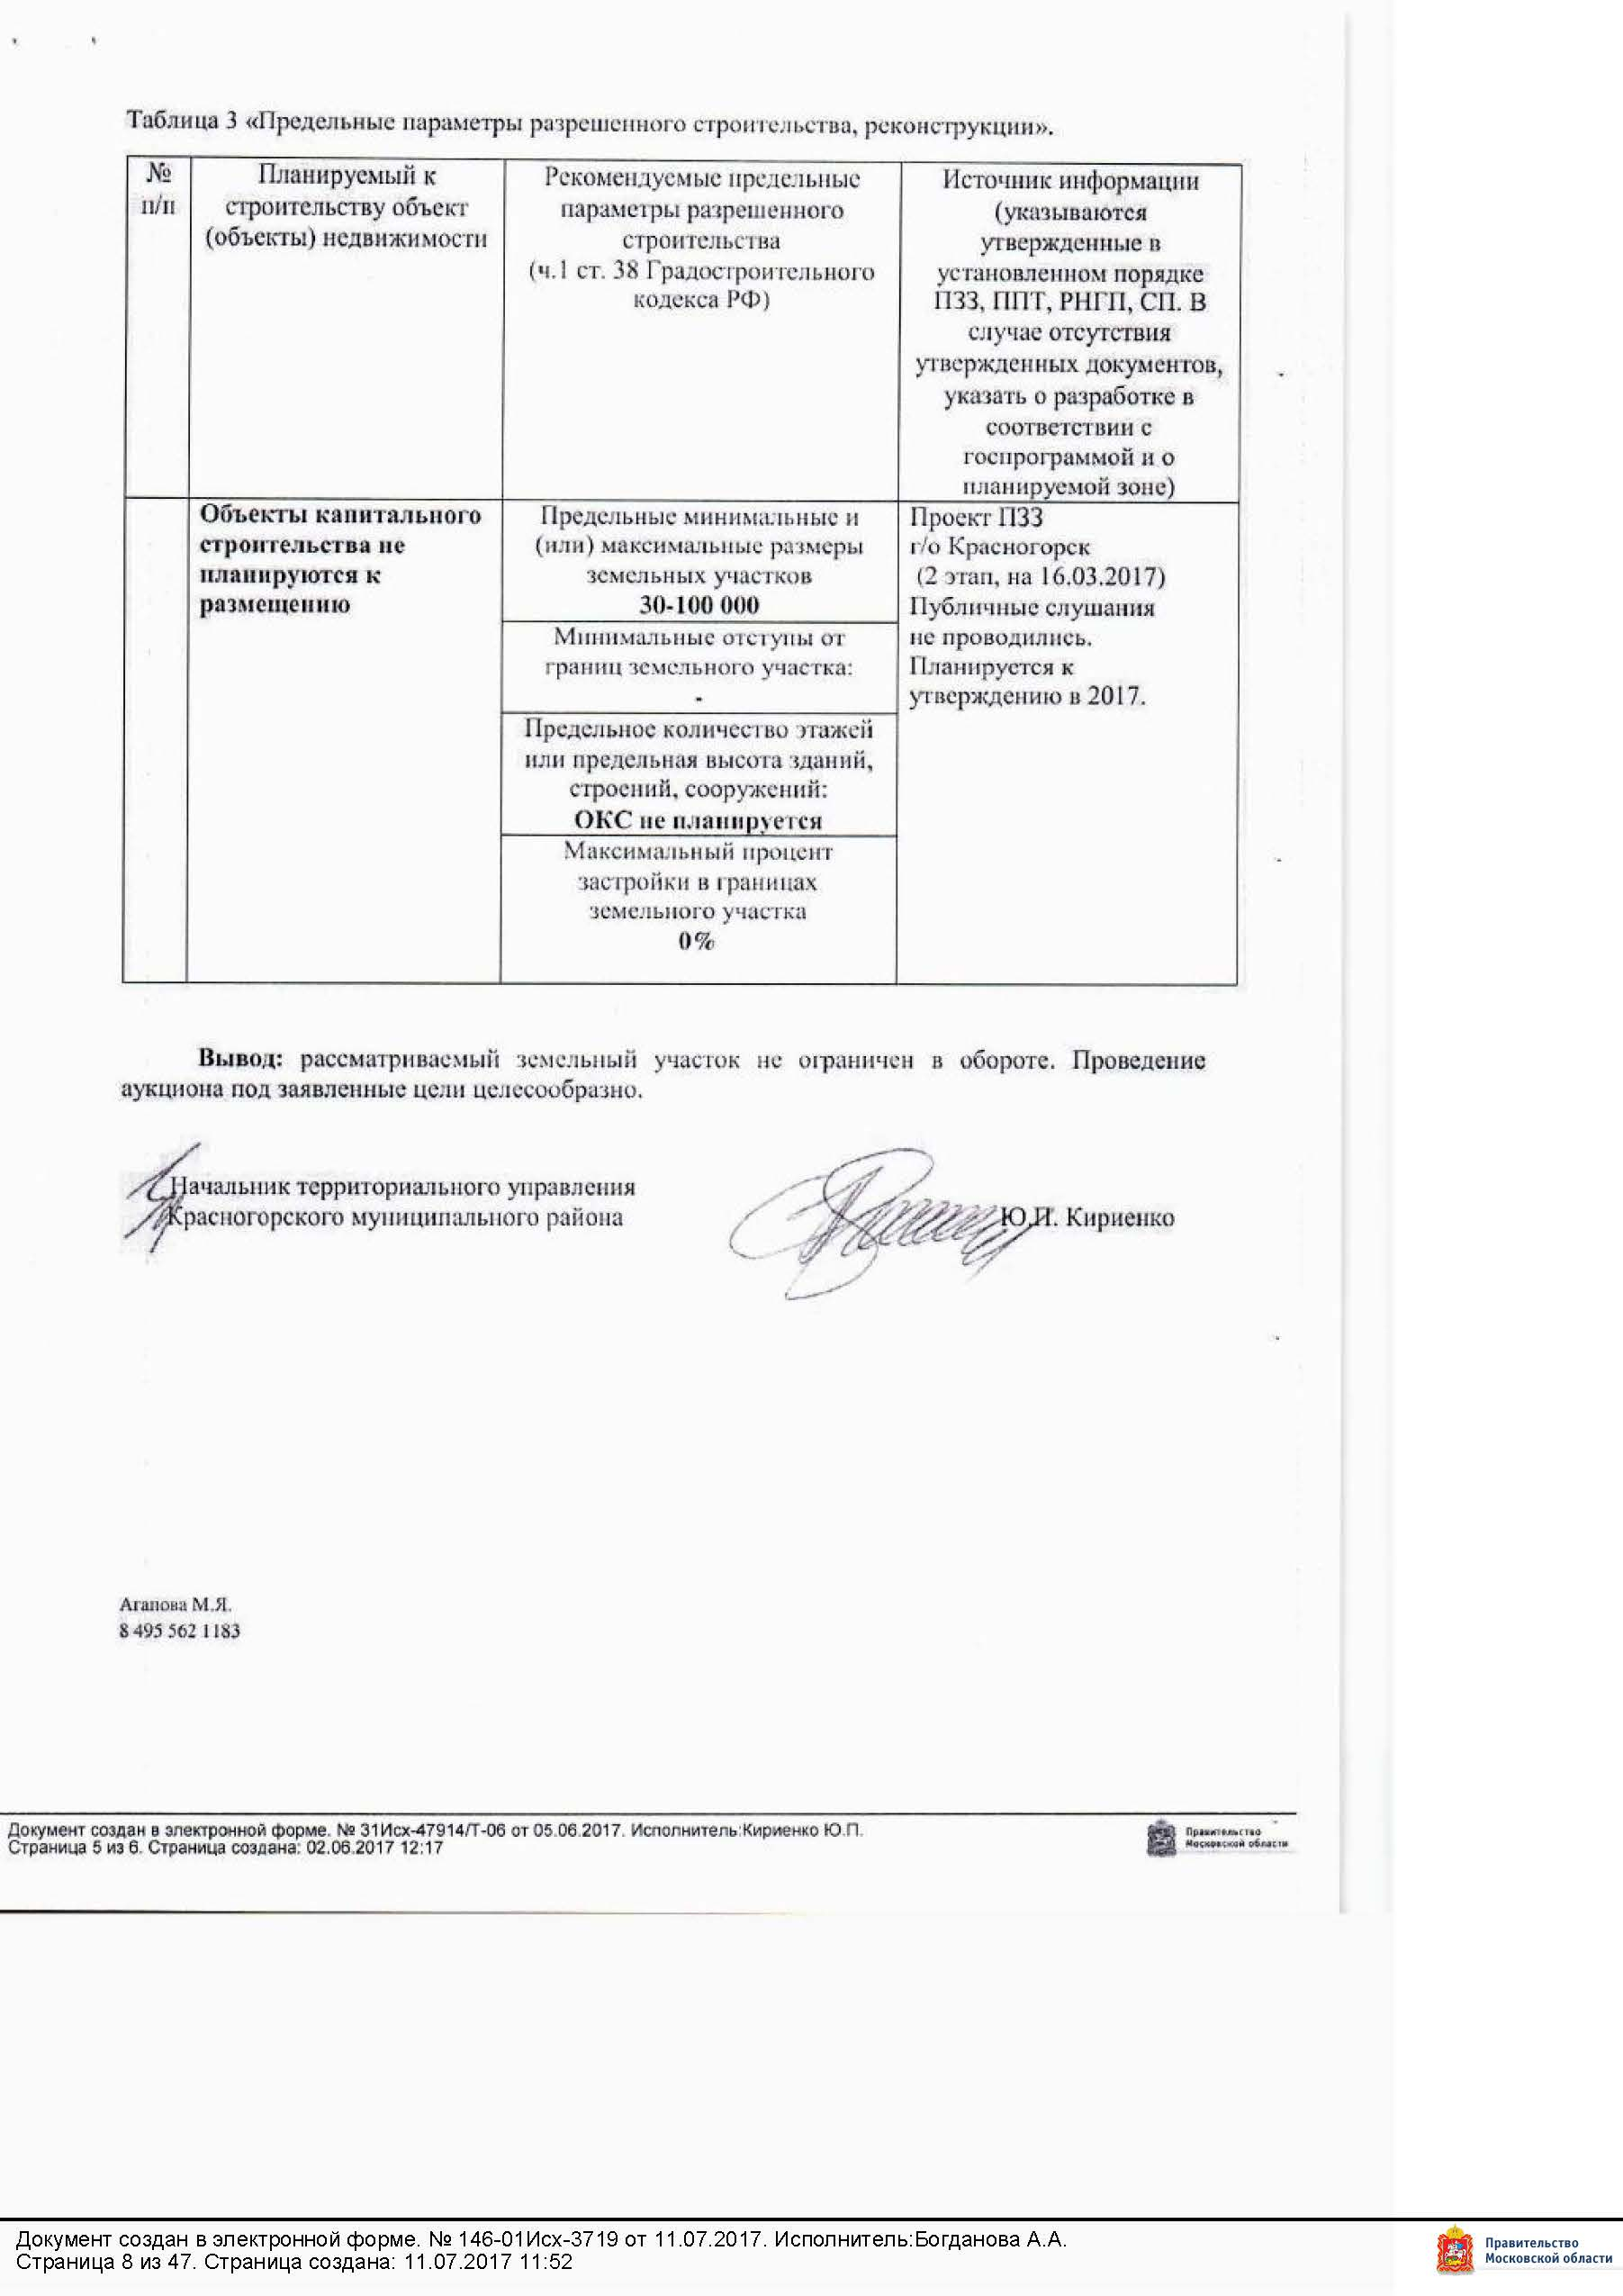 Таблица 3 «Предельные параметры разрешенного строительства, реконструкции».
№
п/п
Планируемый к
строительству объект
(объекты) недвижимости
Рекомендуемые предельные
параметры разрешенного
строительства
(ч.1 ст. 38 Градостроительного
кодекса РФ)
Источник информации
(указываются
утвержденные в
установленном порядке
ПЗЗ, ППТ, РНГП, СП. В
случае отсутствия
утвержденных документов,
указать о разработке в
соответствии с
госпрограммой и о
планируемой зоне)
Объекты капитального
строительства не
планируются к
размещению
Предельные минимальные и
(или) максимальные размеры
земельных участков
30-100 000
Минимальные отступы от
границ земельного участка:
-
Предельное количество этажей
или предельная высота зданий,
строений, сооружений:
ОКС не планируется
Максимальный процент
застройки в границах
земельного участка
0%
Проект ПЗЗ
г/о Красногорск
(2 этап, на 16.03.2017)
Публичные слушания
не проводились.
Планируется к
утверждению в 2017.
Вывод: рассматриваемый земельный участок не ограничен в обороте. Проведение
аукциона под заявленные цели целесообразно.
Начальник территориального управления
Красногорского муниципального района
Ю.П. Кириенко
Агапова М.Я.
8 495 562 1183
Документ создан в электронной форме. № 31Исх-47914/Т-06 от 05.06.2017. Исполнитель:Кириенко Ю.П.
Страница 5 из 6. Страница создана: 02.06.2017 12:17
Правительство
Московской области
Документ создан в электронной форме. № 146-01Исх-3719 от 11.07.2017. Исполнитель:Богданова А.А.
Страница 8 из 47. Страница создана: 11.07.2017 11:52
Правительство
Московской области